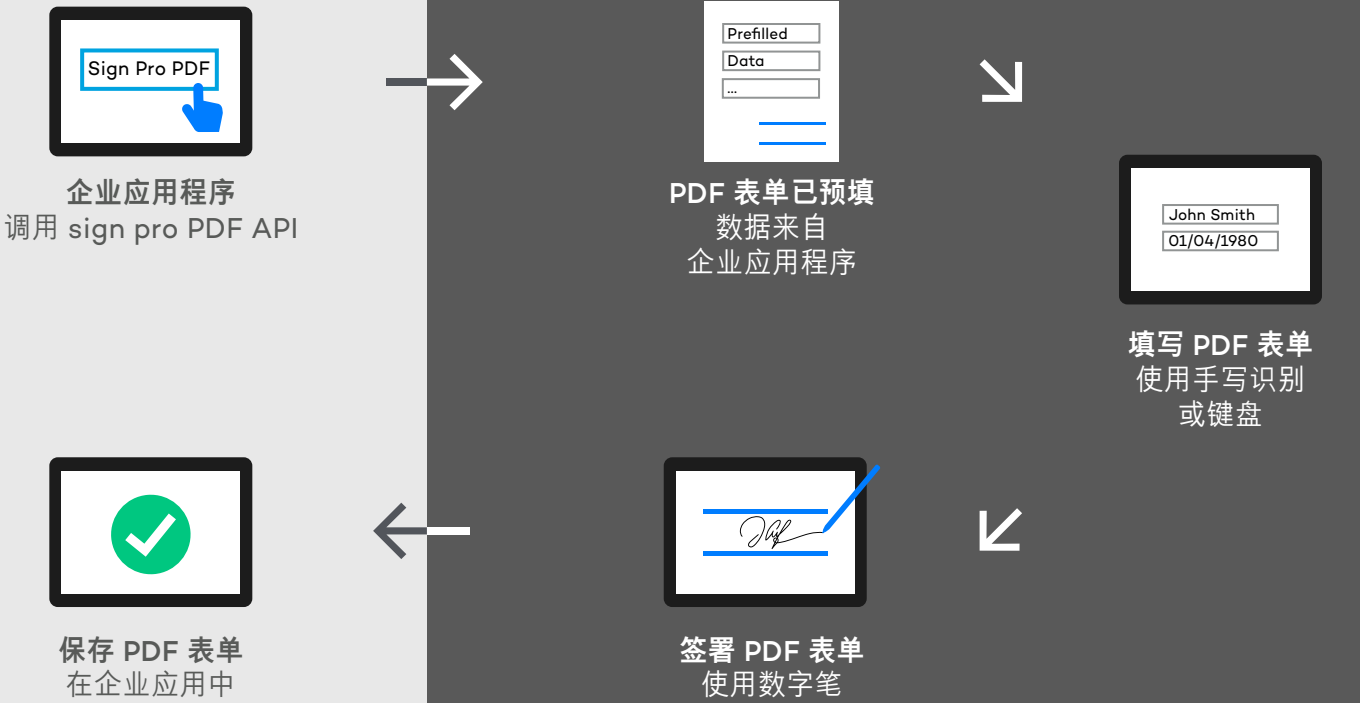 Sign Pro PDF
企业应用程序
调用 sign pro PDF API
Prefilled
Data
...
PDF 表单已预填
数据来自
企业应用程序
John Smith
01/04/1980
填写 PDF 表单
使用手写识别
或键盘
签署 PDF 表单
使用数字笔
保存 PDF 表单
在企业应用中